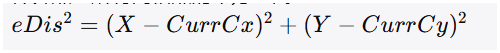 eDis² = (X − CurrCx)² + (Y − CurrCy)²